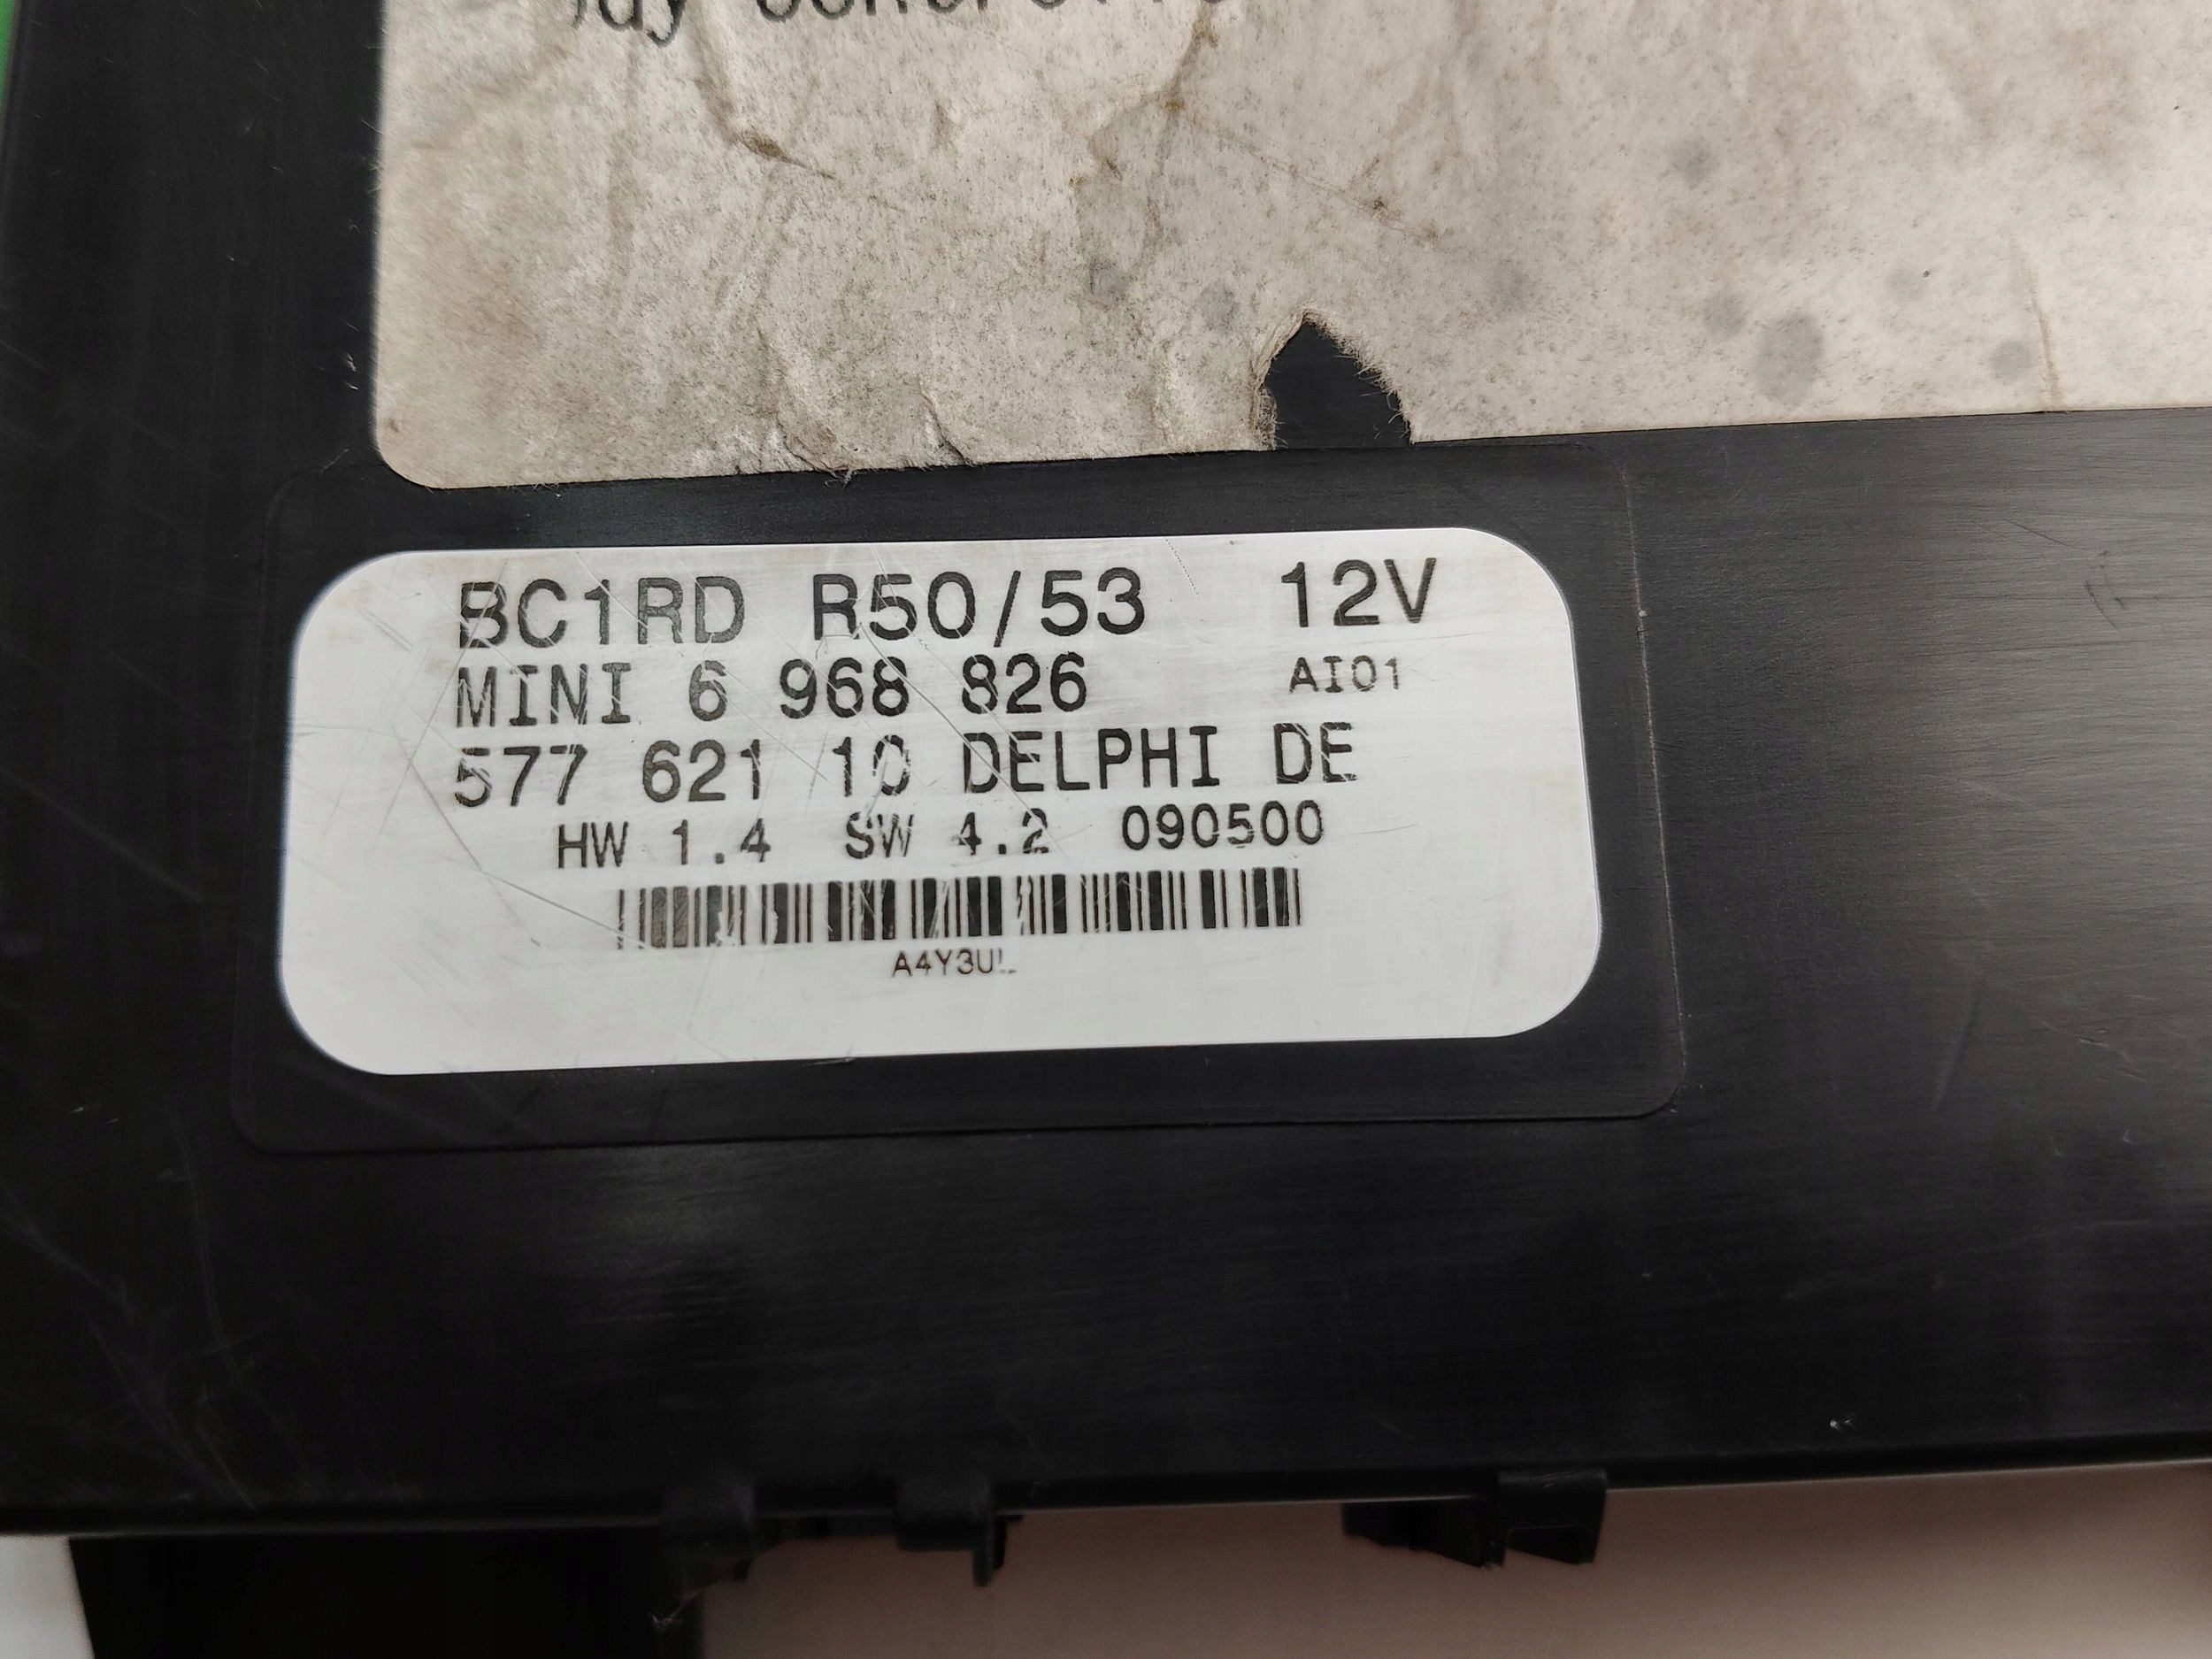 BC1RD R50/53 12V
MINI 6 968 826 AI01
577 621 10 DELPHI DE
HW 1.4 SW 4.2 090500